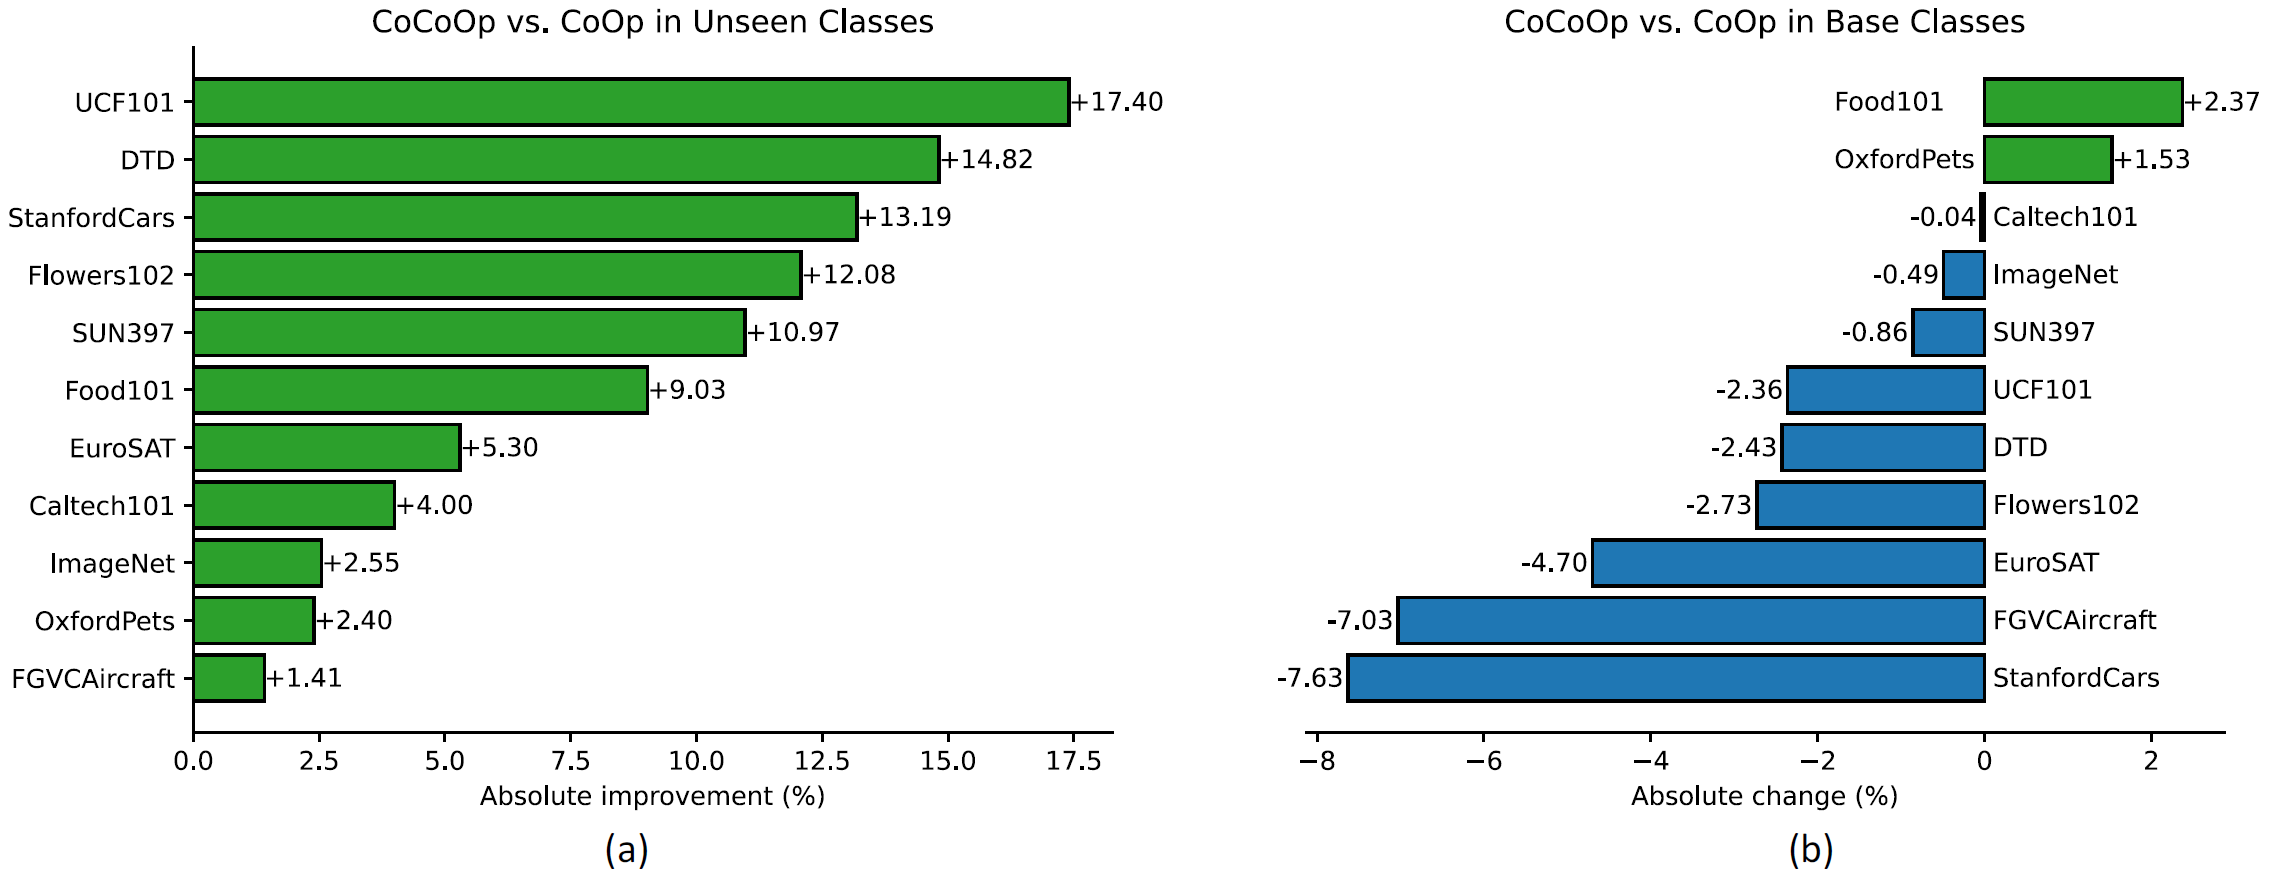 CoCoOp vs. CoOp in Unseen Classes
UCF101 +17.40
DTD +14.82
StanfordCars +13.19
Flowers102 +12.08
SUN397 +10.97
Food101 +9.03
EuroSAT +5.30
Caltech101 +4.00
ImageNet +2.55
OxfordPets +2.40
FGVCAircraft +1.41
0.0 2.5 5.0 7.5 10.0 12.5 15.0 17.5
Absolute improvement (%)
(a)
CoCoOp vs. CoOp in Base Classes
Food101 +2.37
OxfordPets +1.53
-0.04 Caltech101
-0.49 ImageNet
-0.86 SUN397
-2.36 UCF101
-2.43 DTD
-2.73 Flowers102
-4.70 EuroSAT
-7.03 FGVCAircraft
-7.63 StanfordCars
−8 −6 −4 −2 0 2
Absolute change (%)
(b)